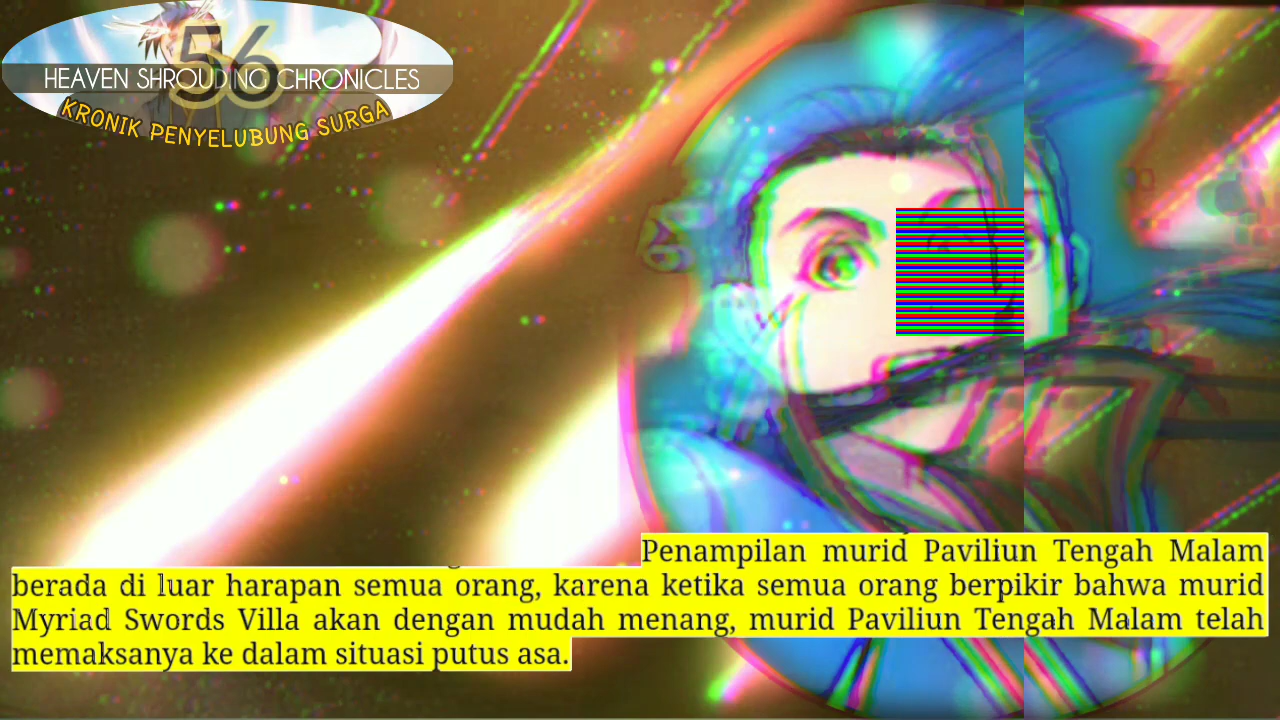 56
HEAVEN SHROUDING CHRONICLES
KRONIK PENYELUBUNG SURGA
Penampilan murid Paviliun Tengah Malam
berada di luar harapan semua orang, karena ketika semua orang berpikir bahwa murid
Myriad Swords Villa akan dengan mudah menang, murid Paviliun Tengah Malam telah
memaksanya ke dalam situasi putus asa.